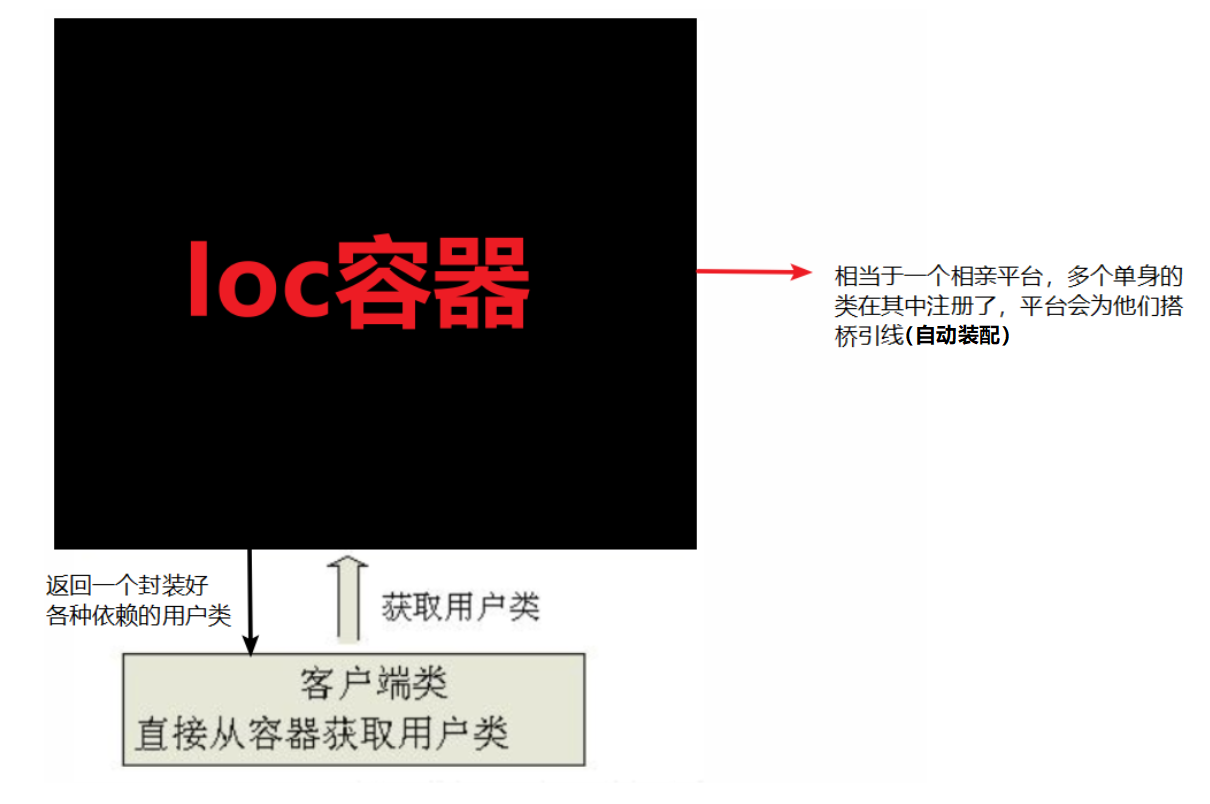 loc容器
相当于一个相亲平台，多个单身的
类在其中注册了，平台会为他们搭
桥引线(自动装配)
返回一个封装好
各种依赖的用户类
获取用户类
客户端类
直接从容器获取用户类